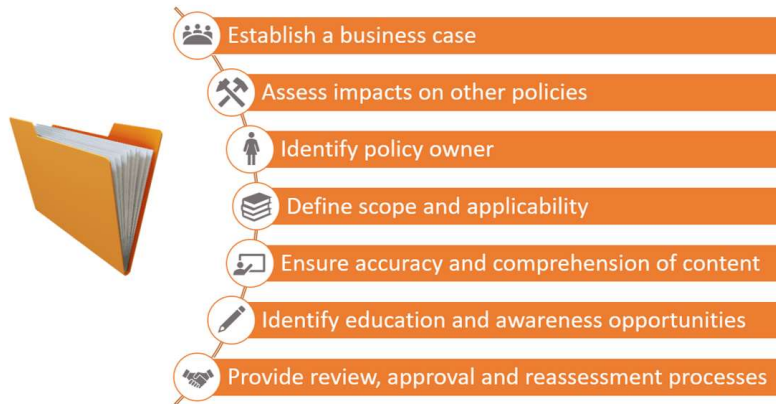 Establish a business case
Assess impacts on other policies
Identify policy owner
Define scope and applicability
Ensure accuracy and comprehension of content
Identify education and awareness opportunities
Provide review, approval and reassessment processes